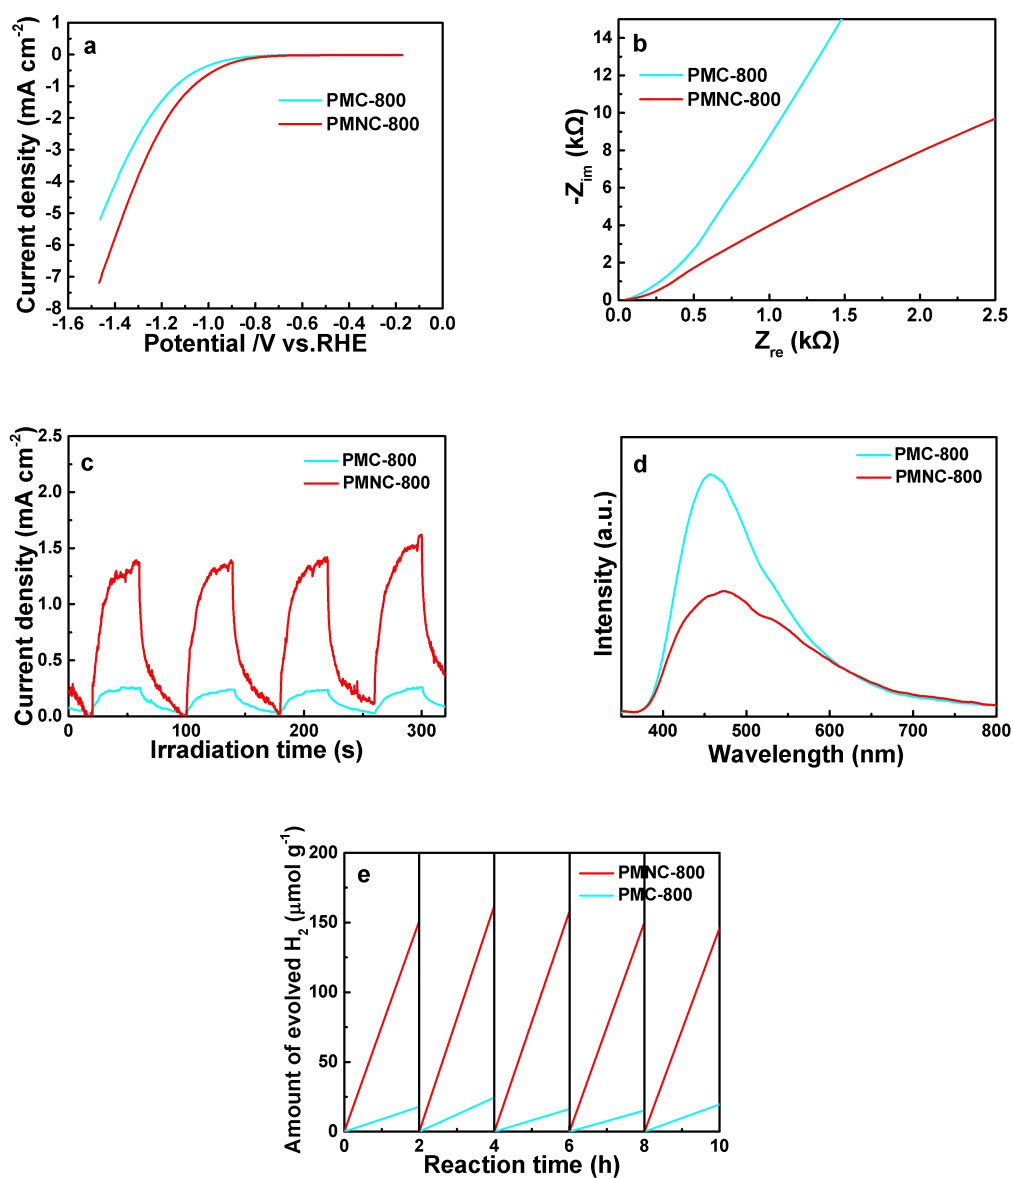 a
Current density (mA cm-2)
1
0
-1
-2
-3
-4
-5
-6
-7
-8
PMC-800
PMNC-800
-1.6 -1.4 -1.2 -1.0 -0.8 -0.6 -0.4 -0.2 0.0
Potential /V vs.RHE
b
-Zim (kΩ)
14
12
10
8
6
4
2
0
PMC-800
PMNC-800
0.0 0.5 1.0 1.5 2.0 2.5
Zre (kΩ)
c
Current density (mA cm-2)
2.5
2.0
1.5
1.0
0.5
0.0
PMC-800
PMNC-800
0 100 200 300
Irradiation time (s)
d
Intensity (a.u.)
PMC-800
PMNC-800
400 500 600 700 800
Wavelength (nm)
e
Amount of evolved H2 (μmol g-1)
200
150
100
50
0
PMNC-800
PMC-800
0 2 4 6 8 10
Reaction time (h)